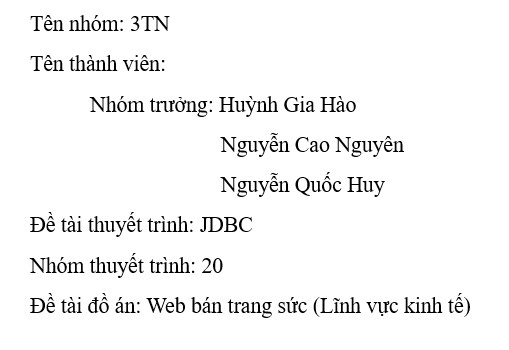 Tên nhóm: 3TN
Tên thành viên:
Nhóm trưởng: Huỳnh Gia Hào
Nguyễn Cao Nguyên
Nguyễn Quốc Huy
Đề tài thuyết trình: JDBC
Nhóm thuyết trình: 20
Đề tài đồ án: Web bán trang sức (Lĩnh vực kinh tế)